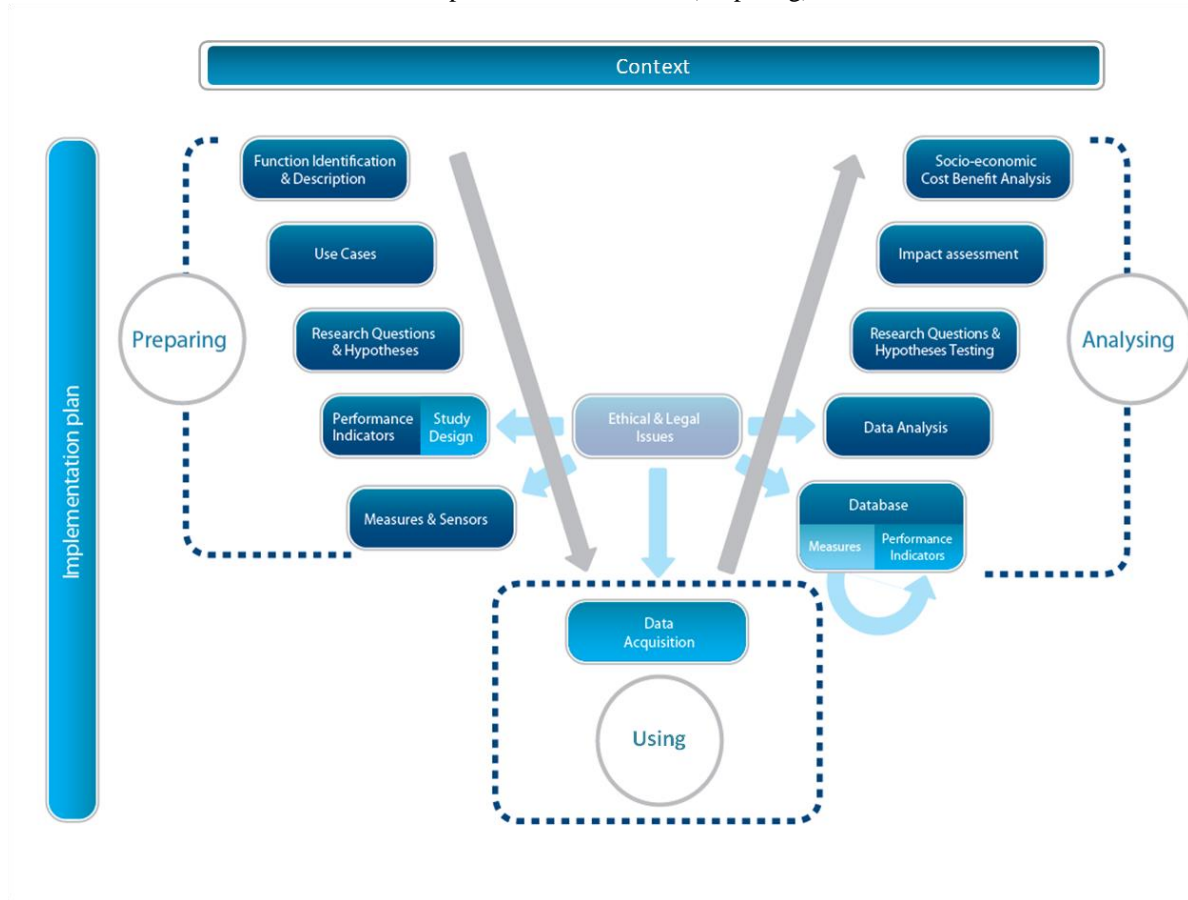 Context
Implementation plan
Preparing
Function Identification
& Description
Use Cases
Research Questions
& Hypotheses
Performance
Indicators
Study
Design
Measures & Sensors
Ethical & Legal
Issues
Data
Acquisition
Using
Socio-economic
Cost Benefit Analysis
Impact assessment
Research Questions &
Hypotheses Testing
Data Analysis
Database
Measures
Performance
Indicators
Analysing